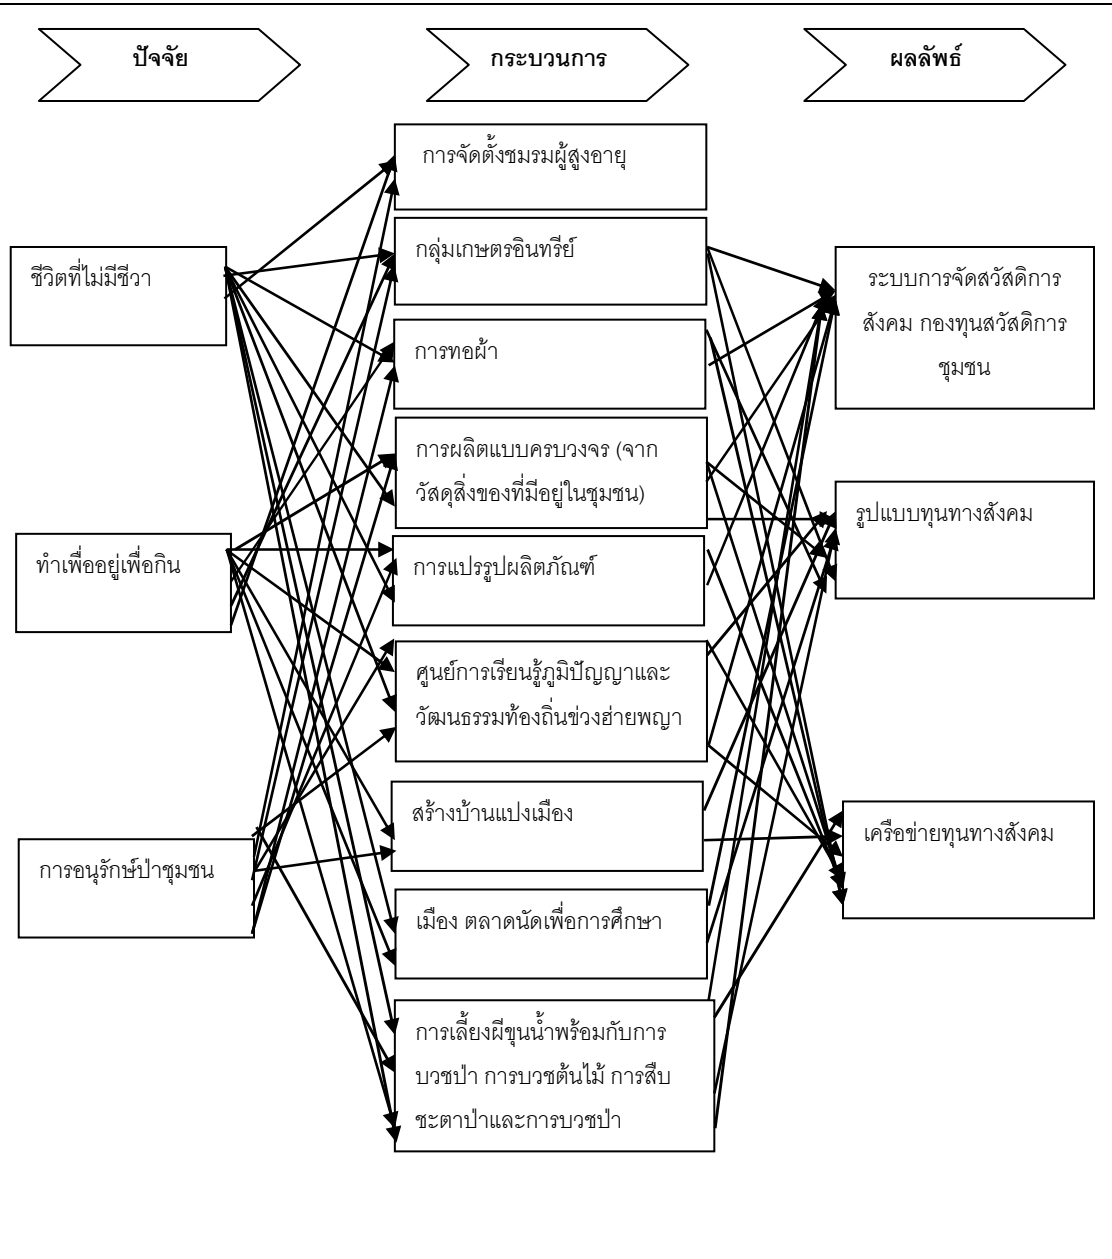 ปัจจัย
กระบวนการ
ผลลัพธ์
ชีวิตที่ไม่มีชีวา
ทำเพื่ออยู่เพื่อกิน
การอนุรักษ์ป่าชุมชน
การจัดตั้งชมรมผู้สูงอายุ
กลุ่มเกษตรอินทรีย์
การทอผ้า
การผลิตแบบครบวงจร (จาก
วัสดุสิ่งของที่มีอยู่ในชุมชน)
การแปรรูปผลิตภัณฑ์
ศูนย์การเรียนรู้ภูมิปัญญาและ
วัฒนธรรมท้องถิ่นข่วงฮ่ายพญา
สร้างบ้านแปงเมือง
เมือง ตลาดนัดเพื่อการศึกษา
การเลี้ยงผีขุนน้ำพร้อมกับการ
บวชป่า การบวชต้นไม้ การสืบ
ชะตาป่าและการบวชป่า
ระบบการจัดสวัสดิการ
สังคม กองทุนสวัสดิการ
ชุมชน
รูปแบบทุนทางสังคม
เครือข่ายทุนทางสังคม